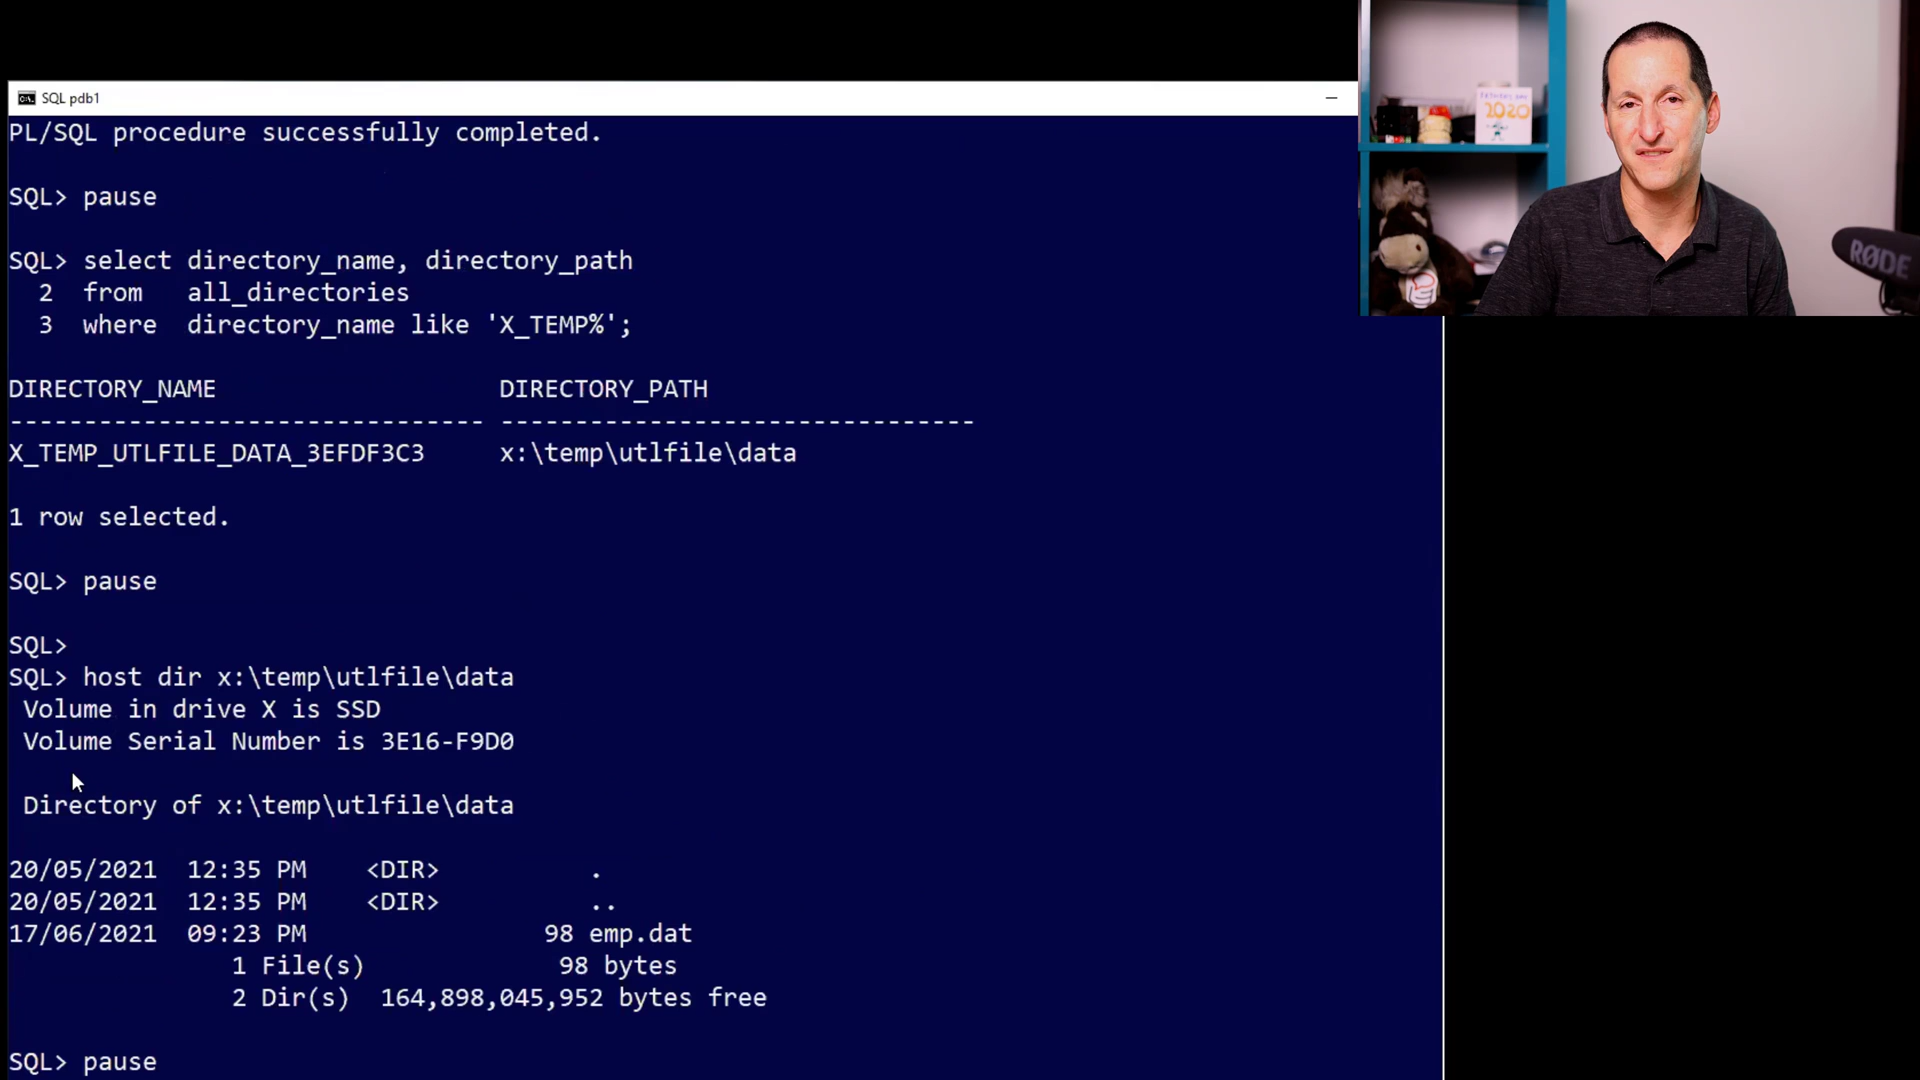 SQL pdb1
PL/SQL procedure successfully completed.
SQL> pause
SQL> select directory_name, directory_path
  2  from   all_directories
  3  where  directory_name like 'X_TEMP%';
DIRECTORY_NAME                   DIRECTORY_PATH
-------------------------------- --------------------------------
X_TEMP_UTLFILE_DATA_3EFDF3C3     x:\temp\utlfile\data
1 row selected.
SQL> pause
SQL>
SQL> host dir x:\temp\utlfile\data
 Volume in drive X is SSD
 Volume Serial Number is 3E16-F9D0
 Directory of x:\temp\utlfile\data
20/05/2021  12:35 PM    <DIR>          .
20/05/2021  12:35 PM    <DIR>          ..
17/06/2021  09:23 PM                98 emp.dat
               1 File(s)             98 bytes
               2 Dir(s)  164,898,045,952 bytes free
SQL> pause
2020
RØDE